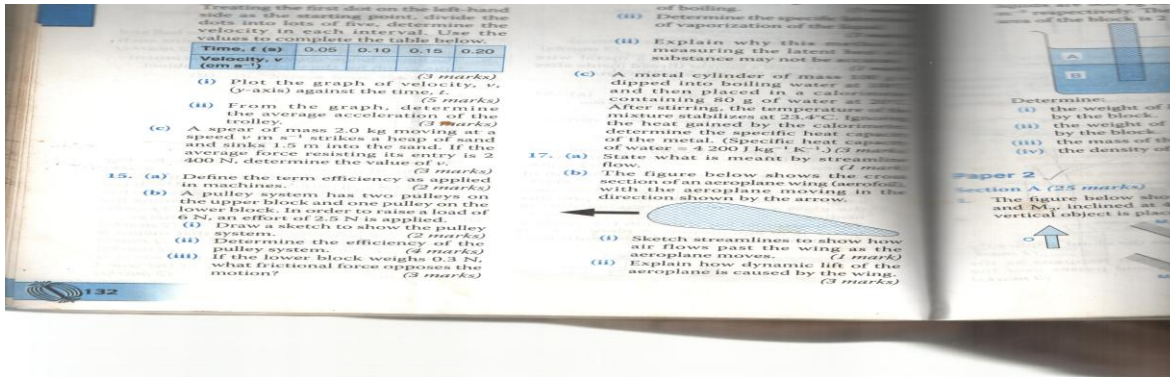 Treating the first dot on the left-hand
side as the starting point, divide the
dots into lots of five, determine the
velocity in each interval. Use the
values to complete the table below.
Time, t (s) 0.05 0.10 0.15 0.20
Velocity, v
(cm s⁻¹)
(3 marks)
(i) Plot the graph of velocity, v,
(y-axis) against the time, t.
(5 marks)
(ii) From the graph, determine
the average acceleration of the
trolley. (3 marks)
(c) A spear of mass 2.0 kg moving at a
speed v m s⁻¹ strikes a heap of sand
and sinks 1.5 m into the sand. If the
average force resisting its entry is 2
400 N, determine the value of v.
(3 marks)
15. (a) Define the term efficiency as applied
in machines. (2 marks)
(b) A pulley system has two pulleys on
the upper block and one pulley on the
lower block. In order to raise a load of
6 N, an effort of 2.5 N is applied.
(i) Draw a sketch to show the pulley
system. (2 marks)
(ii) Determine the efficiency of the
pulley system. (4 marks)
(iii) If the lower block weighs 0.3 N,
what frictional force opposes the
motion? (3 marks)
132
of boiling.
(ii) Determine the specific
of vaporization of the
(iii) Explain why this
measuring the latent
substance may not be
(c) A metal cylinder of mass
dipped into boiling water at
and then placed in a
containing 80 g of water at
After stirring, the temperature of
mixture stabilizes at 23.4°C.
the heat gained by the
determine the specific heat
of the metal. (Specific heat
of water = 4 200 J kg⁻¹ K⁻¹.) (3
17. (a) State what is meant by streamline
flow. (1
(b) The figure below shows the cross
section of an aeroplane wing (aerofoil),
with the aeroplane moving in the
direction shown by the arrow.
(i) Sketch streamlines to show how
air flows past the wing as the
aeroplane moves. (1 mark)
(ii) Explain how dynamic lift of the
aeroplane is caused by the wing.
(3 marks)
respectively. The
area of the block is 2
A
B
Determine:
(i) the weight of
by the block.
(ii) the weight of
by the block.
(iii) the mass of
(iv) the density of
Paper 2
Section A (25 marks)
The figure below
and M, inclined at
vertical object is
O